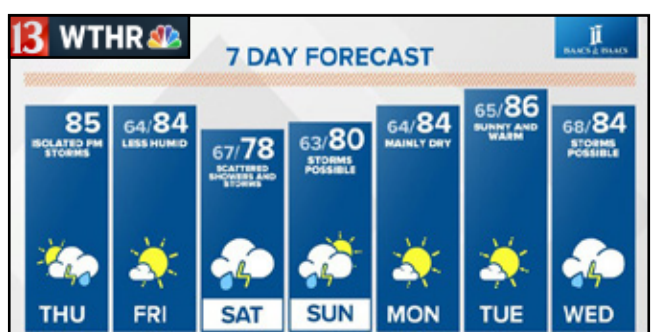 13 WTHR
7 DAY FORECAST
ISAACS & ISAACS
85
ISOLATED PM
STORMS
THU
64/84
LESS HUMID
FRI
67/78
SCATTERED
SHOWERS AND
STORMS
SAT
63/80
STORMS
POSSIBLE
SUN
64/84
MAINLY DRY
MON
65/86
SUNNY AND
WARM
TUE
68/84
STORMS
POSSIBLE
WED